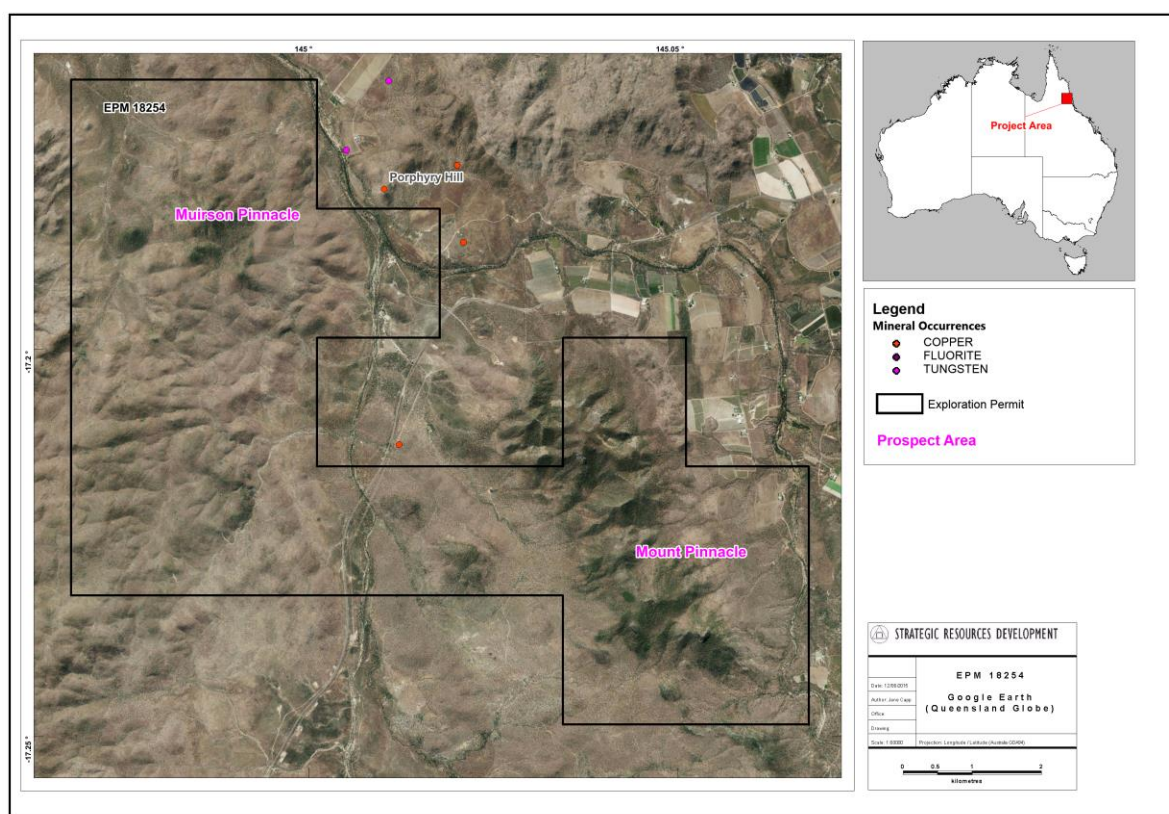 145 °
145.05 °
EPM 18254
Porphyry Hill
Muirson Pinnacle
-17.2 °
Mount Pinnacle
-17.25 °
Project Area
Legend
Mineral Occurrences
COPPER
FLUORITE
TUNGSTEN
Exploration Permit
Prospect Area
STRATEGIC RESOURCES DEVELOPMENT
EPM 18254
Google Earth
(Queensland Globe)
Author: Jane Capp
Office
Drawing
Projection: Longitude / Latitude
0 0.5 1 2
kilometres